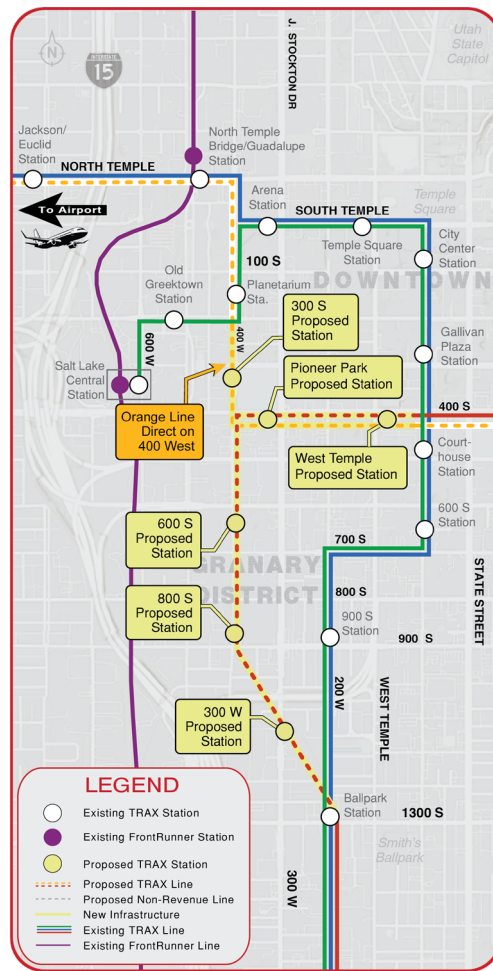 J. STOCKTON DR
Utah
State
Capitol
N
INTERSTATE
15
Jackson/
Euclid
Station
North Temple
Bridge/Guadalupe
Station
NORTH TEMPLE
Arena
Station
Temple
Square
To Airport
SOUTH TEMPLE
Temple Square
Station
City
Center
Station
100 S
DOWNTOWN
Old
Greektown
Station
Planetarium
Sta.
300 S
Proposed
Station
600 W
400 W
Gallivan
Plaza
Station
Salt Lake
Central
Station
Pioneer Park
Proposed Station
400 S
Orange Line
Direct on
400 West
West Temple
Proposed Station
Court-
house
Station
600 S
Proposed
Station
600 S
Station
700 S
GRANARY
DISTRICT
800 S
Proposed
Station
800 S
STATE STREET
900 S
Station
900 S
200 W
WEST TEMPLE
300 W
Proposed
Station
Ballpark
Station
1300 S
Smith's
Ballpark
300 W
LEGEND
Existing TRAX Station
Existing FrontRunner Station
Proposed TRAX Station
Proposed TRAX Line
Proposed Non-Revenue Line
New Infrastructure
Existing TRAX Line
Existing FrontRunner Line